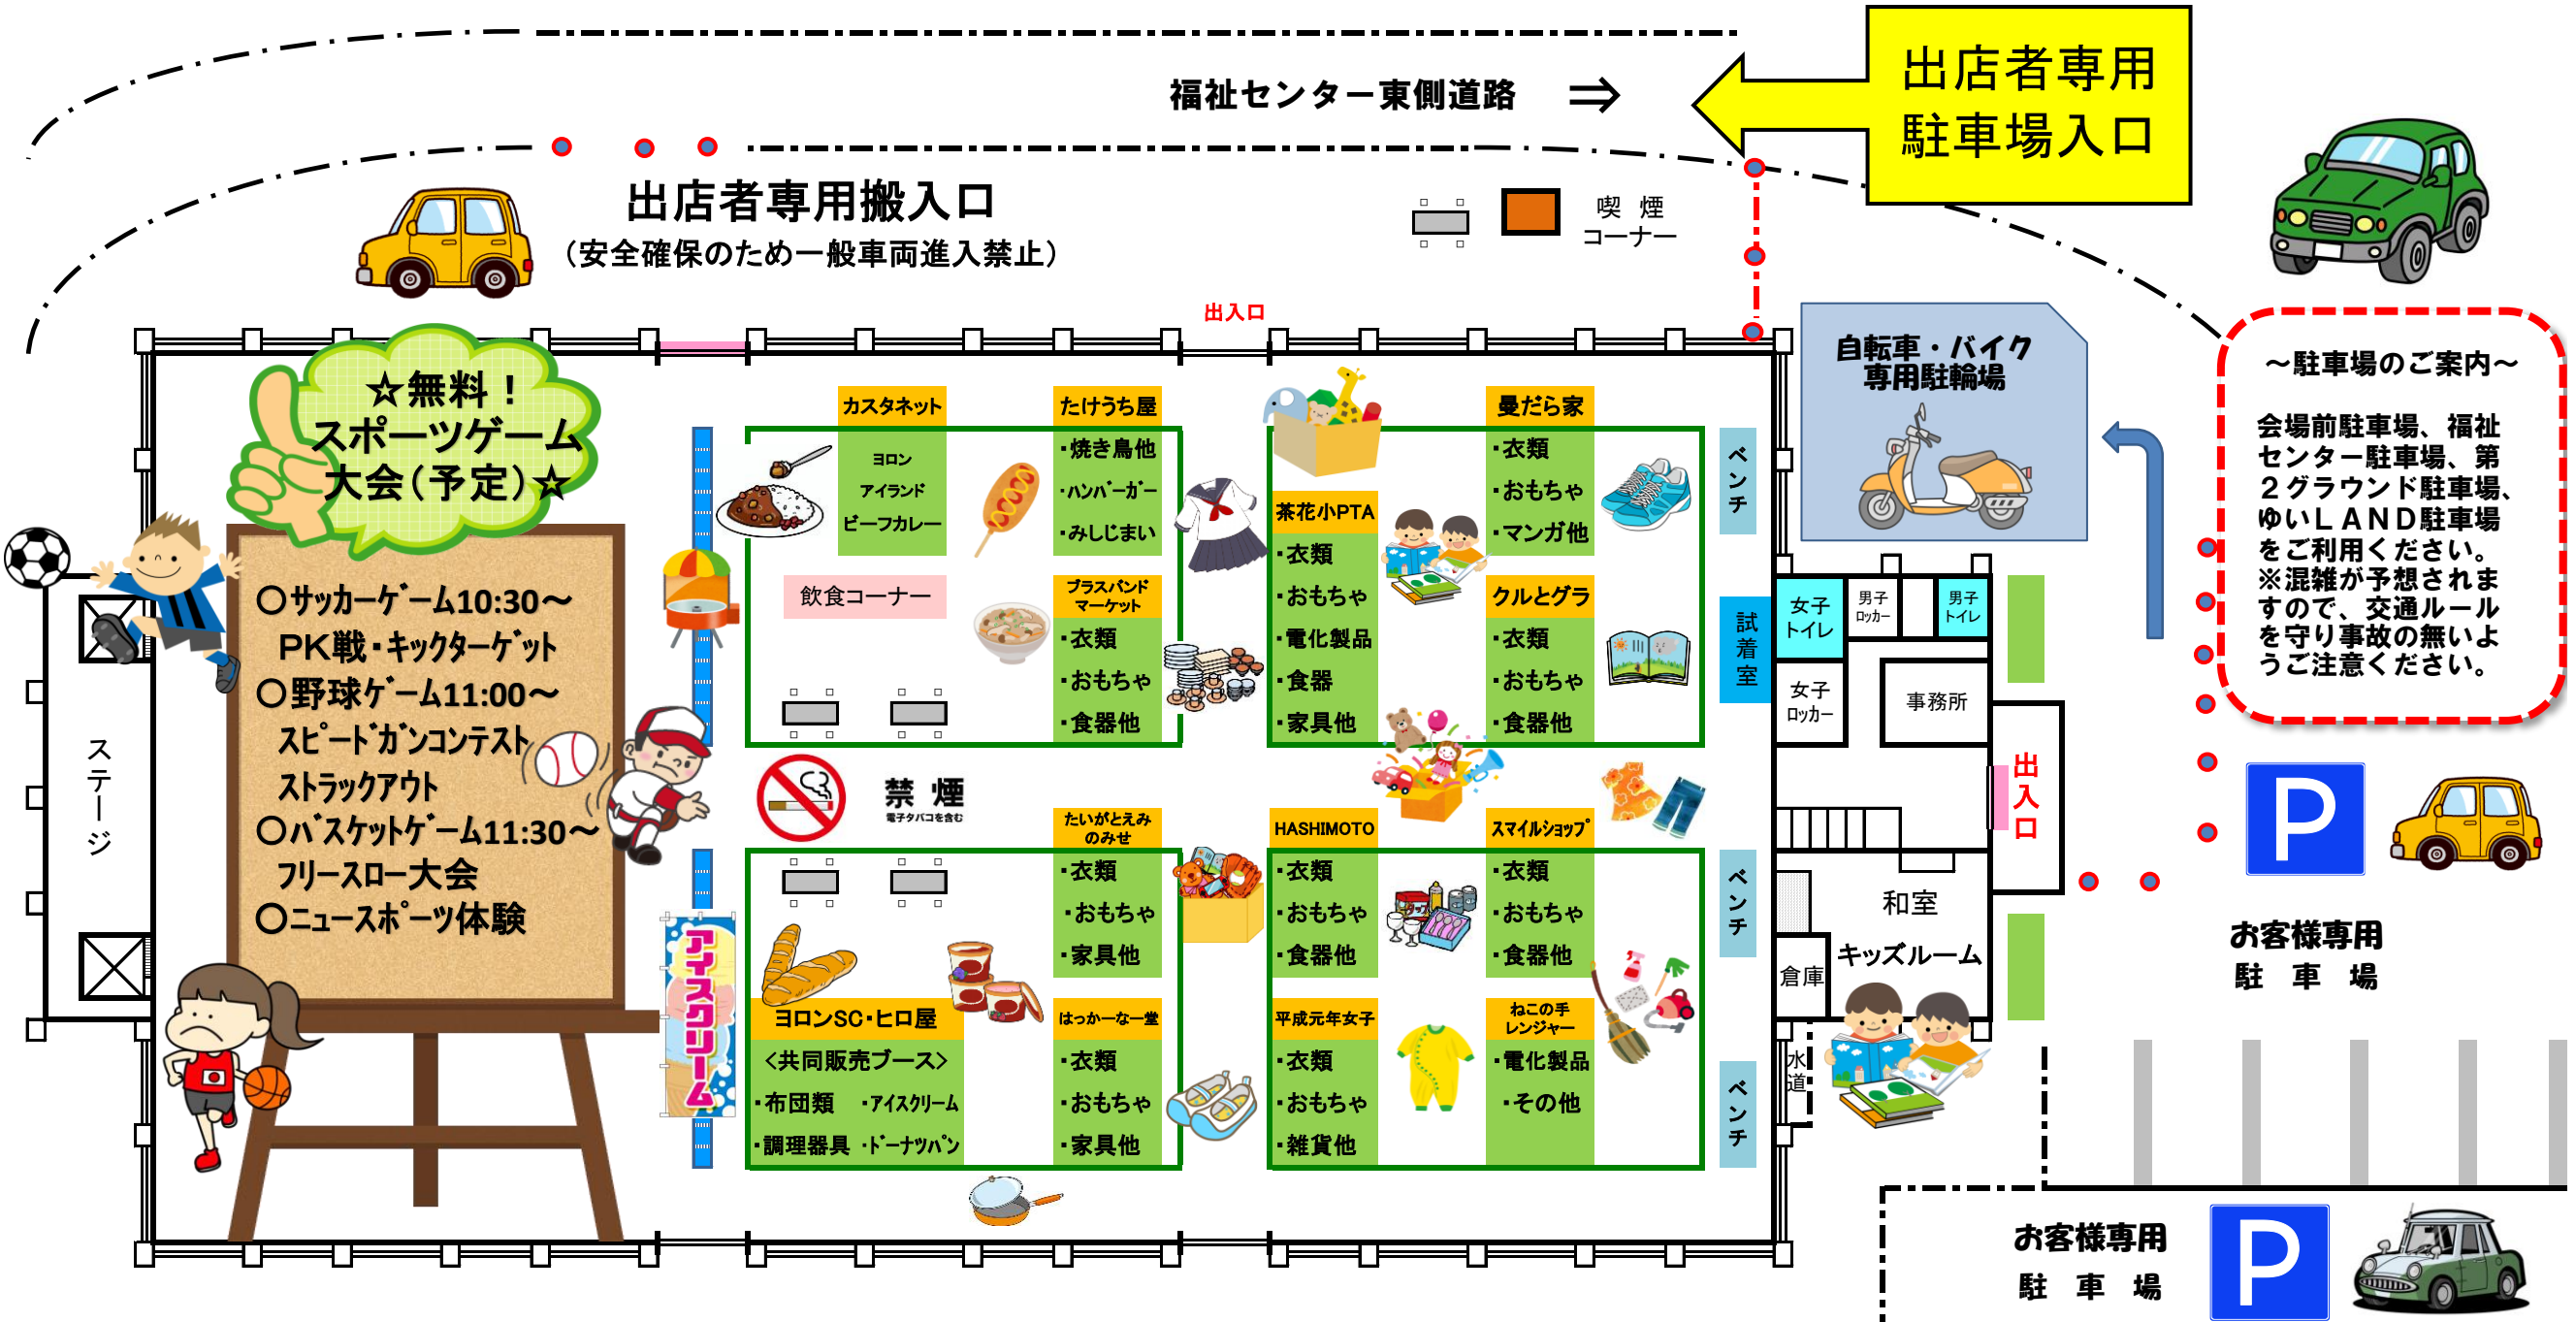 福祉センター東側道路 ⇒
出店者専用
駐車場入口
出店者専用搬入口
（安全確保のため一般車両進入禁止）
喫 煙
コーナー
出入口
自転車・バイク
専用駐輪場
～駐車場のご案内～
会場前駐車場、福祉
センター駐車場、第
２グラウンド駐車場、
ゆいＬＡＮＤ駐車場
をご利用ください。
※混雑が予想されま
すので、交通ルール
を守り事故の無いよ
うご注意ください。
☆無料！
スポーツゲーム
大会（予定）☆
〇サッカーゲーム10:30～
PK戦・キックターゲット
〇野球ゲーム11:00～
スピードガンコンテスト
ストラックアウト
〇バスケットゲーム11:30～
フリースロー大会
〇ニュースポーツ体験
ステージ
カスタネット
ヨロン
アイランド
ビーフカレー
たけうち屋
・焼き鳥他
・ハンバーガー
・みしじまい
飲食コーナー
ブラスバンド
マーケット
・衣類
・おもちゃ
・食器他
茶花小PTA
・衣類
・おもちゃ
・電化製品
・食器
・家具他
曼だら家
・衣類
・おもちゃ
・マンガ他
クルとグラ
・衣類
・おもちゃ
・食器他
ベンチ
試着室
ベンチ
ベンチ
禁 煙
電子タバコを含む
たいがとえみ
のみせ
・衣類
・おもちゃ
・家具他
HASHIMOTO
・衣類
・おもちゃ
・食器他
スマイルショップ
・衣類
・おもちゃ
・食器他
アイスクリーム
ヨロンSC・ヒロ屋
＜共同販売ブース＞
・布団類 ・アイスクリーム
・調理器具 ・ドーナツパン
はっかーなー堂
・衣類
・おもちゃ
・家具他
平成元年女子
・衣類
・おもちゃ
・雑貨他
ねこの手
レンジャー
・電化製品
・その他
女子
トイレ
男子
ロッカー
男子
トイレ
女子
ロッカー
事務所
出入口
和室
キッズルーム
倉庫
水道
P
お客様専用
駐 車 場
お客様専用
駐 車 場
P